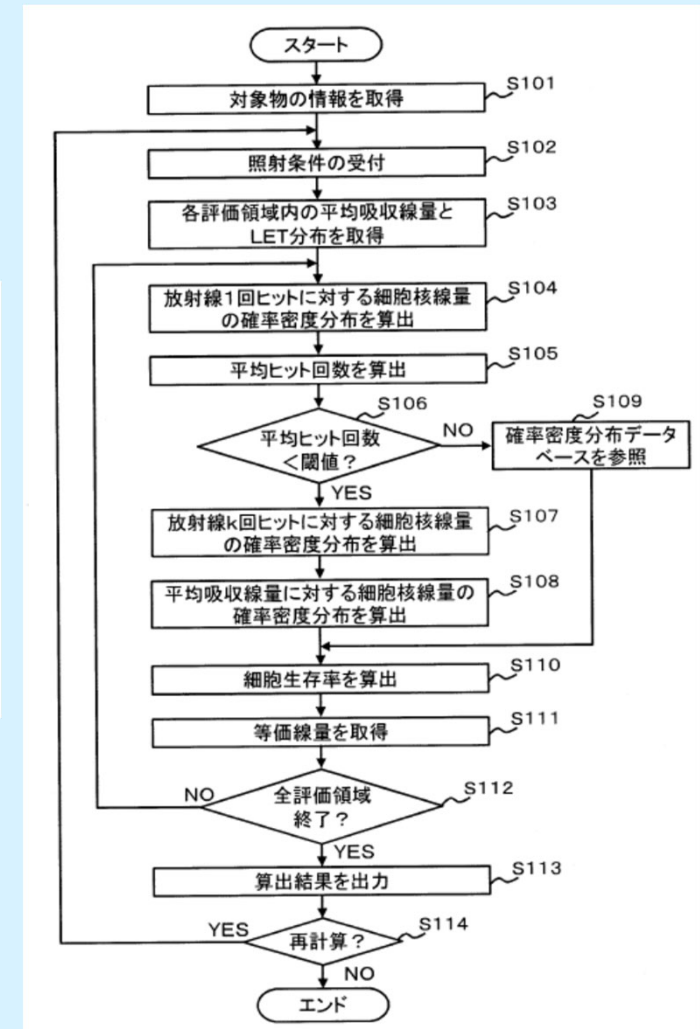 スタート
S101
対象物の情報を取得
S102
照射条件の受付
S103
各評価領域内の平均吸収線量と
LET分布を取得
S104
放射線1回ヒットに対する細胞核線量
の確率密度分布を算出
S105
平均ヒット回数を算出
S106
平均ヒット回数
<閾値?
NO
YES
S109
確率密度分布データ
ベースを参照
S107
放射線k回ヒットに対する細胞核線量
の確率密度分布を算出
S108
平均吸収線量に対する細胞核線量の
確率密度分布を算出
S110
細胞生存率を算出
S111
等価線量を取得
S112
全評価領域
終了?
NO
YES
S113
算出結果を出力
S114
再計算?
YES
NO
エンド